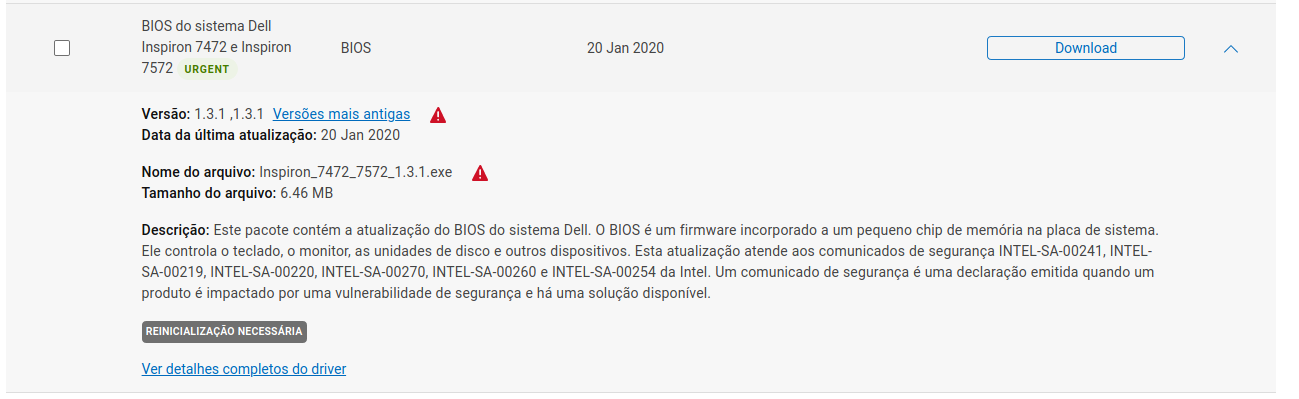 BIOS do sistema Dell
Inspiron 7472 e Inspiron
7572 URGENT
BIOS
20 Jan 2020
Download
Versão: 1.3.1 ,1.3.1 Versões mais antigas
Data da última atualização: 20 Jan 2020
Nome do arquivo: Inspiron_7472_7572_1.3.1.exe
Tamanho do arquivo: 6.46 MB
Descrição: Este pacote contém a atualização do BIOS do sistema Dell. O BIOS é um firmware incorporado a um pequeno chip de memória na placa de sistema.
Ele controla o teclado, o monitor, as unidades de disco e outros dispositivos. Esta atualização atende aos comunicados de segurança INTEL-SA-00241, INTEL-
SA-00219, INTEL-SA-00220, INTEL-SA-00270, INTEL-SA-00260 e INTEL-SA-00254 da Intel. Um comunicado de segurança é uma declaração emitida quando um
produto é impactado por uma vulnerabilidade de segurança e há uma solução disponível.
REINICIALIZAÇÃO NECESSÁRIA
Ver detalhes completos do driver